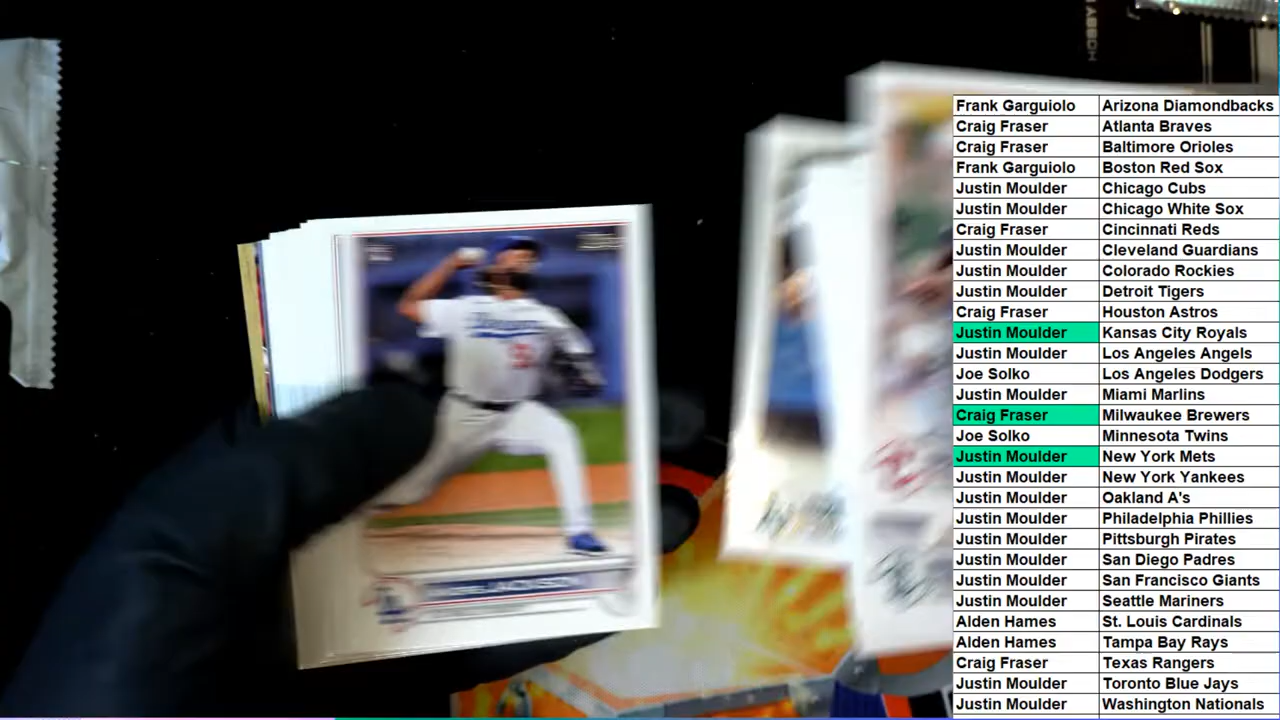 Frank Garguiolo Arizona Diamondbacks
Craig Fraser Atlanta Braves
Craig Fraser Baltimore Orioles
Frank Garguiolo Boston Red Sox
Justin Moulder Chicago Cubs
Justin Moulder Chicago White Sox
Craig Fraser Cincinnati Reds
Justin Moulder Cleveland Guardians
Justin Moulder Colorado Rockies
Justin Moulder Detroit Tigers
Craig Fraser Houston Astros
Justin Moulder Kansas City Royals
Justin Moulder Los Angeles Angels
Joe Solko Los Angeles Dodgers
Justin Moulder Miami Marlins
Craig Fraser Milwaukee Brewers
Joe Solko Minnesota Twins
Justin Moulder New York Mets
Justin Moulder New York Yankees
Justin Moulder Oakland A's
Justin Moulder Philadelphia Phillies
Justin Moulder Pittsburgh Pirates
Justin Moulder San Diego Padres
Justin Moulder San Francisco Giants
Justin Moulder Seattle Mariners
Alden Hames St. Louis Cardinals
Alden Hames Tampa Bay Rays
Craig Fraser Texas Rangers
Justin Moulder Toronto Blue Jays
Justin Moulder Washington Nationals